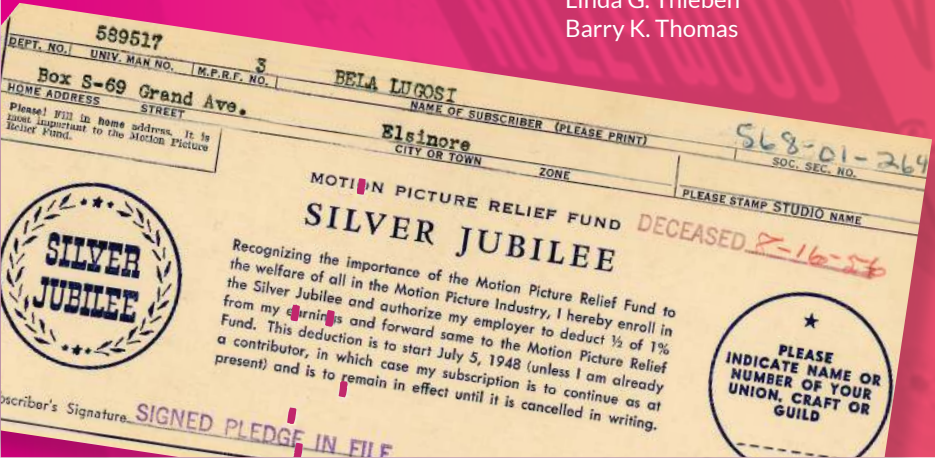 Linda G. Thieben
Barry K. Thomas
589517 3 BELA LUGOSI
DEPT. NO. UNIV. MAN NO. M.P.R.F. NO. NAME OF SUBSCRIBER (PLEASE PRINT)
Box S-69 Grand Ave. Elsinore 568-01-264
HOME ADDRESS STREET CITY OR TOWN ZONE SOC. SEC. NO.
Please! Fill in home address. It is
most important to the Motion Picture
Relief Fund.
PLEASE STAMP STUDIO NAME
MOTION PICTURE RELIEF FUND
DECEASED 8-16-56
SILVER JUBILEE
SILVER
JUBILEE
Recognizing the importance of the Motion Picture Relief Fund to
the welfare of all in the Motion Picture Industry, I hereby enroll in
the Silver Jubilee and authorize my employer to deduct ½ of 1%
from my earnings and forward same to the Motion Picture Relief
Fund. This deduction is to start July 5, 1948 (unless I am already
a contributor, in which case my subscription is to continue as at
present) and is to remain in effect until it is cancelled in writing.
PLEASE
INDICATE NAME OR
NUMBER OF YOUR
UNION, CRAFT OR
GUILD
bscriber's Signature SIGNED PLEDGE IN FILE